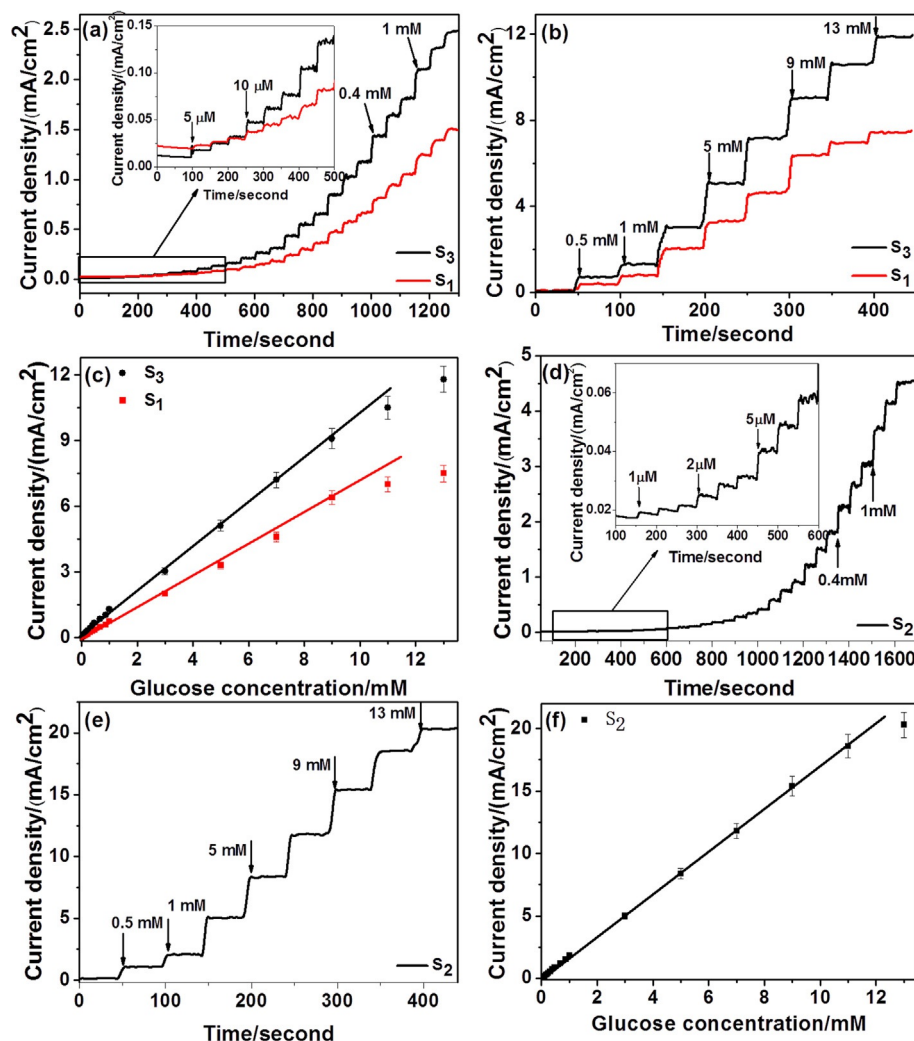 (a)
Current density/(mA/cm²)
2.5
2.0
1.5
1.0
0.5
0.0
0 200 400 600 800 1000 1200
Time/second
1 mM
0.4 mM
S₃
S₁
Current density/(mA/cm²)
0.15
0.10
0.05
0.00
0 100 200 300 400 500
Time/second
5 µM
10 µM
(b)
Current density/(mA/cm²)
12
8
4
0
0 100 200 300 400
Time/second
0.5 mM
1 mM
5 mM
9 mM
13 mM
S₃
S₁
(c)
S₃
S₁
Current density/(mA/cm²)
12
9
6
3
0
0 2 4 6 8 10 12
Glucose concentration/mM
(d)
Current density/(mA/cm²)
5
4
3
2
1
0
200 400 600 800 1000 1200 1400 1600
Time/second
1mM
0.4mM
S₂
Current density/(mA/cm²)
0.06
0.04
0.02
100 200 300 400 500 600
Time/second
1µM
2µM
5µM
(e)
Current density/(mA/cm²)
20
15
10
5
0
0 100 200 300 400
Time/second
0.5 mM
1 mM
5 mM
9 mM
13 mM
S₂
(f)
S₂
Current density/(mA/cm²)
20
15
10
5
0
0 2 4 6 8 10 12
Glucose concentration/mM